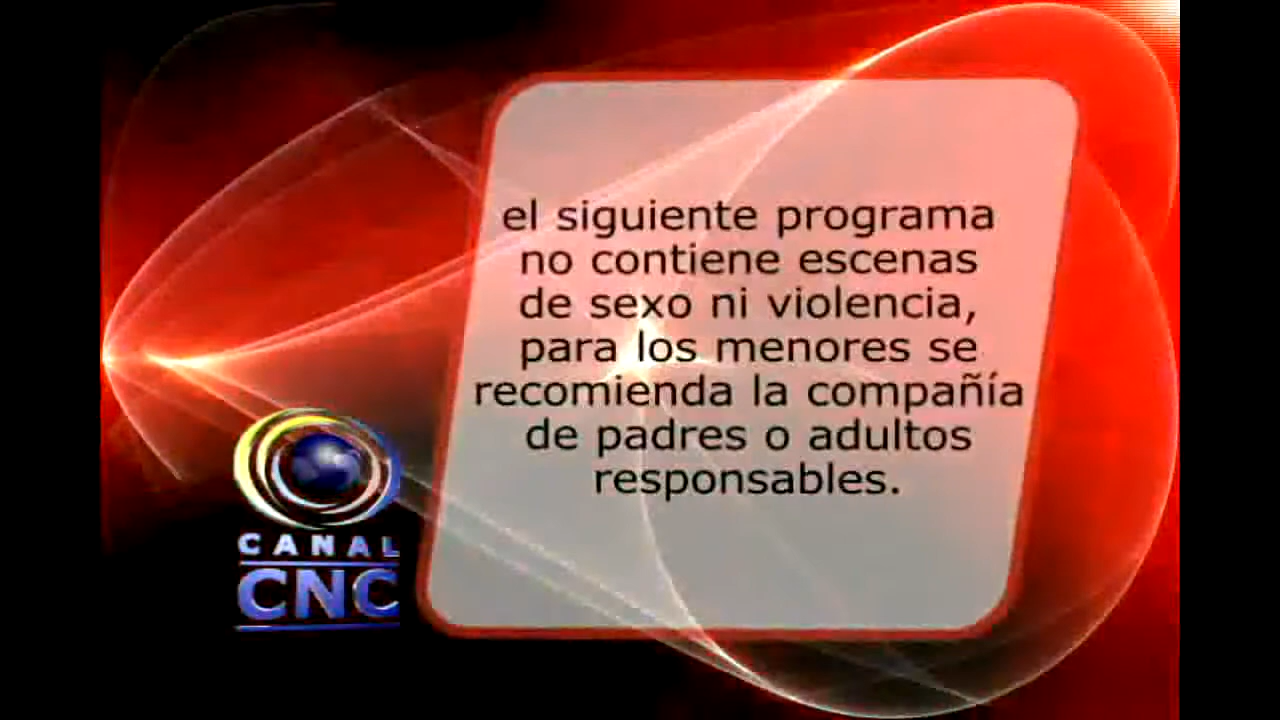 el siguiente programa
no contiene escenas
de sexo ni violencia,
para los menores se
recomienda la compañía
de padres o adultos
responsables.
CANAL
CNC